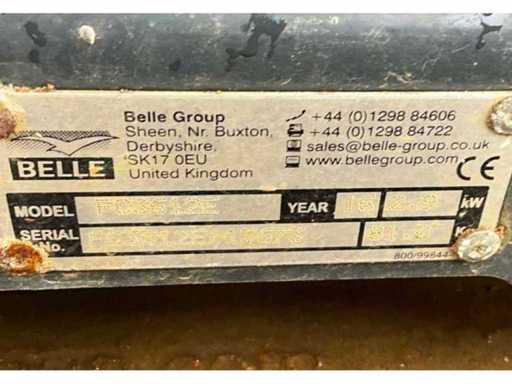 Belle Group
Sheen, Nr. Buxton,
Derbyshire,
SK17 0EU
United Kingdom
+44 (0)1298 84606
+44 (0)1298 84722
sales@belle-group.co.uk
www.bellegroup.com
BELLE
CE
MODEL YEAR 16 kW
SERIAL No.
800/99844